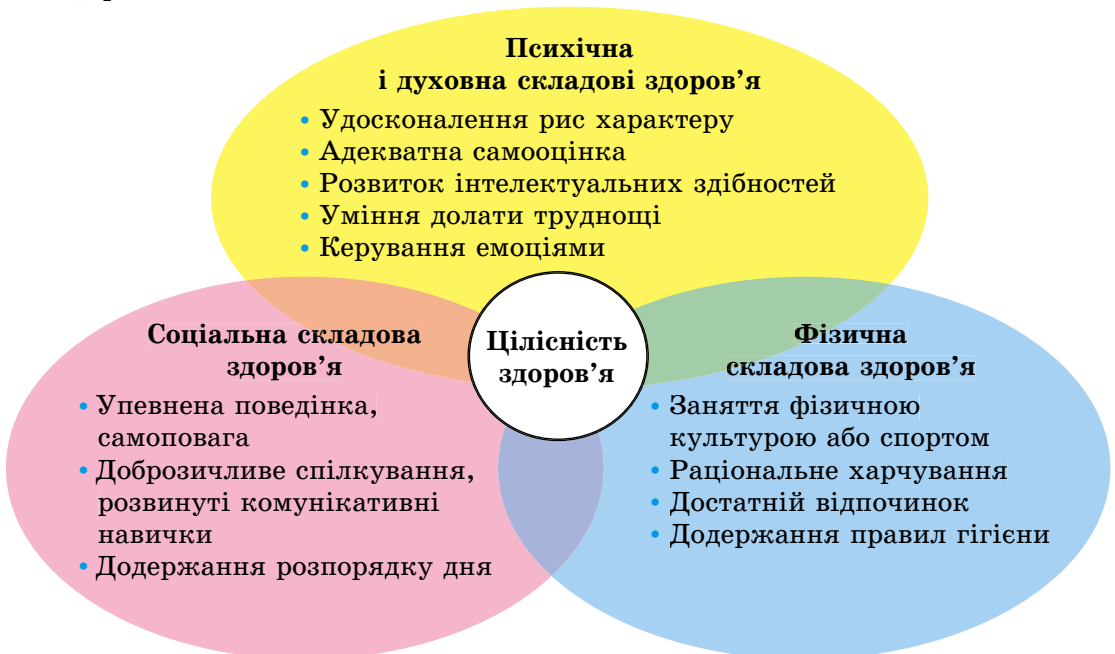 Психічна
і духовна складові здоров’я
• Удосконалення рис характеру
• Адекватна самооцінка
• Розвиток інтелектуальних здібностей
• Уміння долати труднощі
• Керування емоціями
Соціальна складова
здоров’я
• Упевнена поведінка,
самоповага
• Доброзичливе спілкування,
розвинуті комунікативні
навички
• Додержання розпорядку дня
Цілісність
здоров’я
Фізична
складова здоров’я
• Заняття фізичною
культурою або спортом
• Раціональне харчування
• Достатній відпочинок
• Додержання правил гігієни